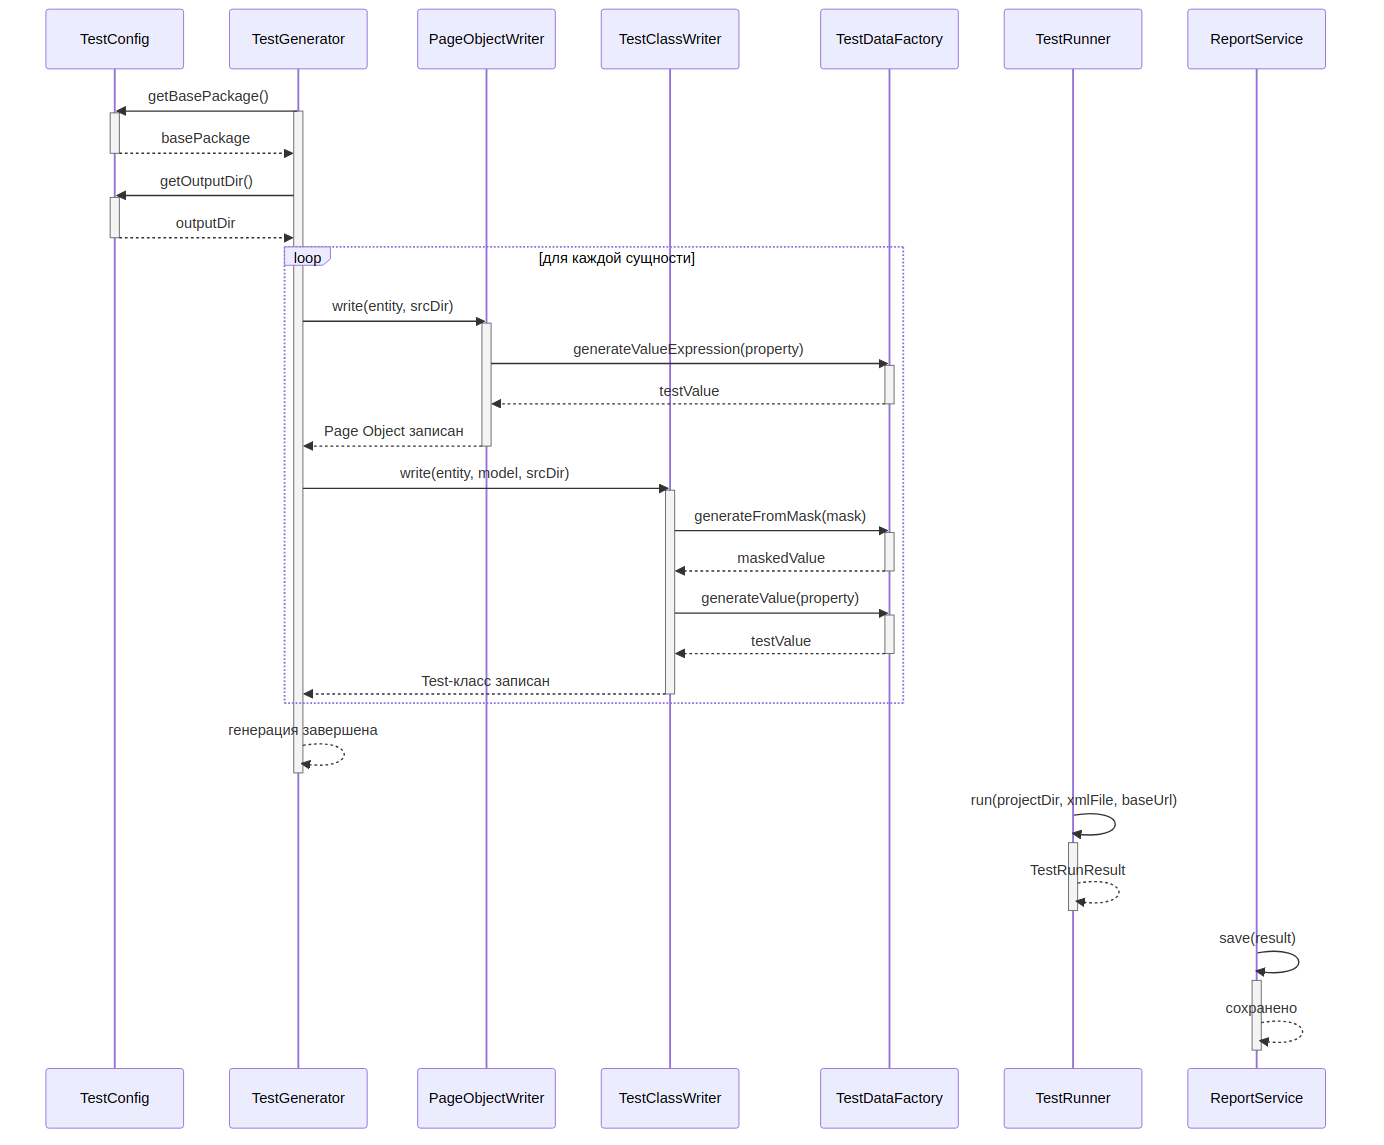 TestConfig
TestGenerator
PageObjectWriter
TestClassWriter
TestDataFactory
TestRunner
ReportService
getBasePackage()
basePackage
getOutputDir()
outputDir
loop
[для каждой сущности]
write(entity, srcDir)
generateValueExpression(property)
testValue
Page Object записан
write(entity, model, srcDir)
generateFromMask(mask)
maskedValue
generateValue(property)
testValue
Test-класс записан
генерация завершена
run(projectDir, xmlFile, baseUrl)
TestRunResult
save(result)
сохранено
TestConfig
TestGenerator
PageObjectWriter
TestClassWriter
TestDataFactory
TestRunner
ReportService